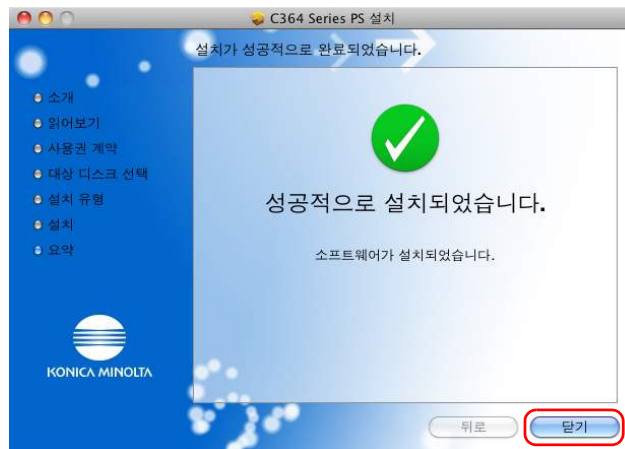 C364 Series PS 설치
설치가 성공적으로 완료되었습니다.
소개
읽어보기
사용권 계약
대상 디스크 선택
설치 유형
설치
요약
성공적으로 설치되었습니다.
소프트웨어가 설치되었습니다.
KONICA MINOLTA
뒤로
닫기